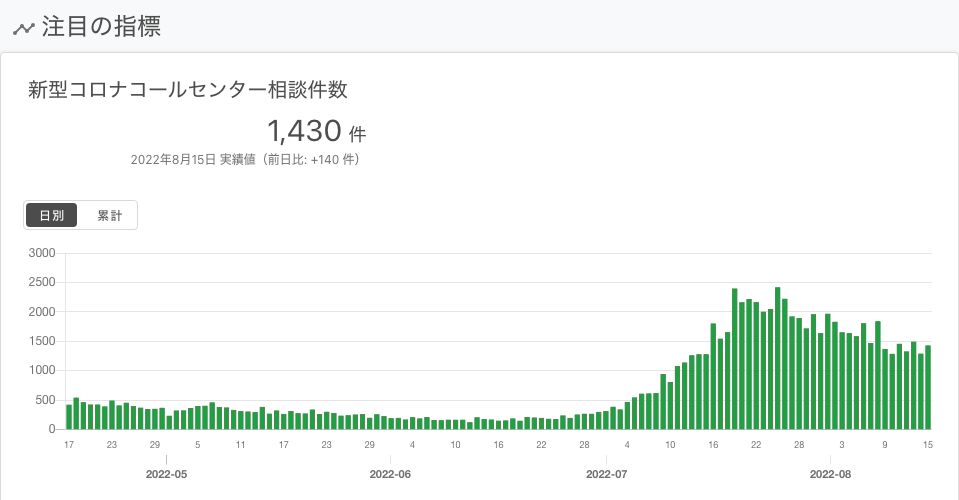 注目の指標
新型コロナコールセンター相談件数
1,430 件
2022年8月15日 実績値（前日比: +140 件）
日別 累計
3000
2500
2000
1500
1000
500
0
17 23 29 5 11 17 23 29 4 10 16 22 28 4 10 16 22 28 3 9 15
2022-05 2022-06 2022-07 2022-08